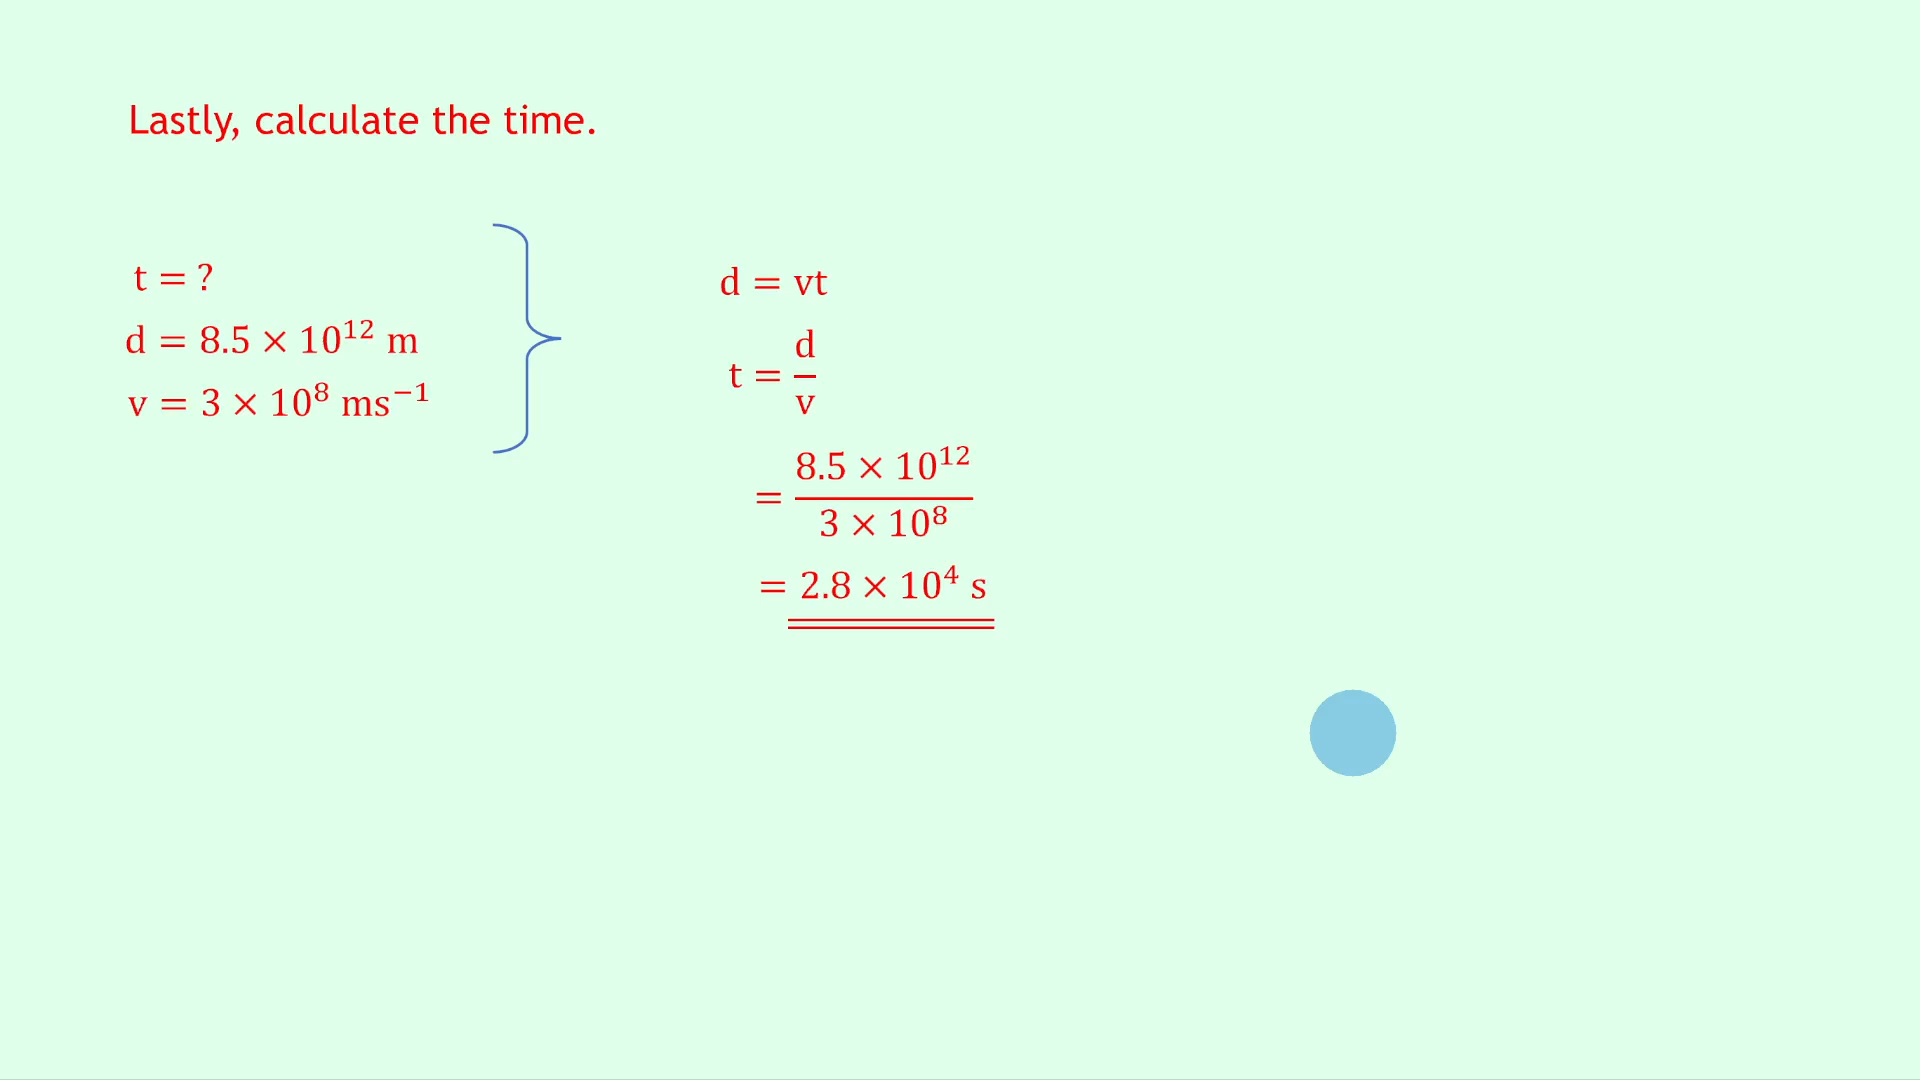 Lastly, calculate the time.
t = ?
d = 8.5 × 10¹² m
v = 3 × 10⁸ ms⁻¹
d = vt
t = d/v
= 8.5 × 10¹² / 3 × 10⁸
= 2.8 × 10⁴ s